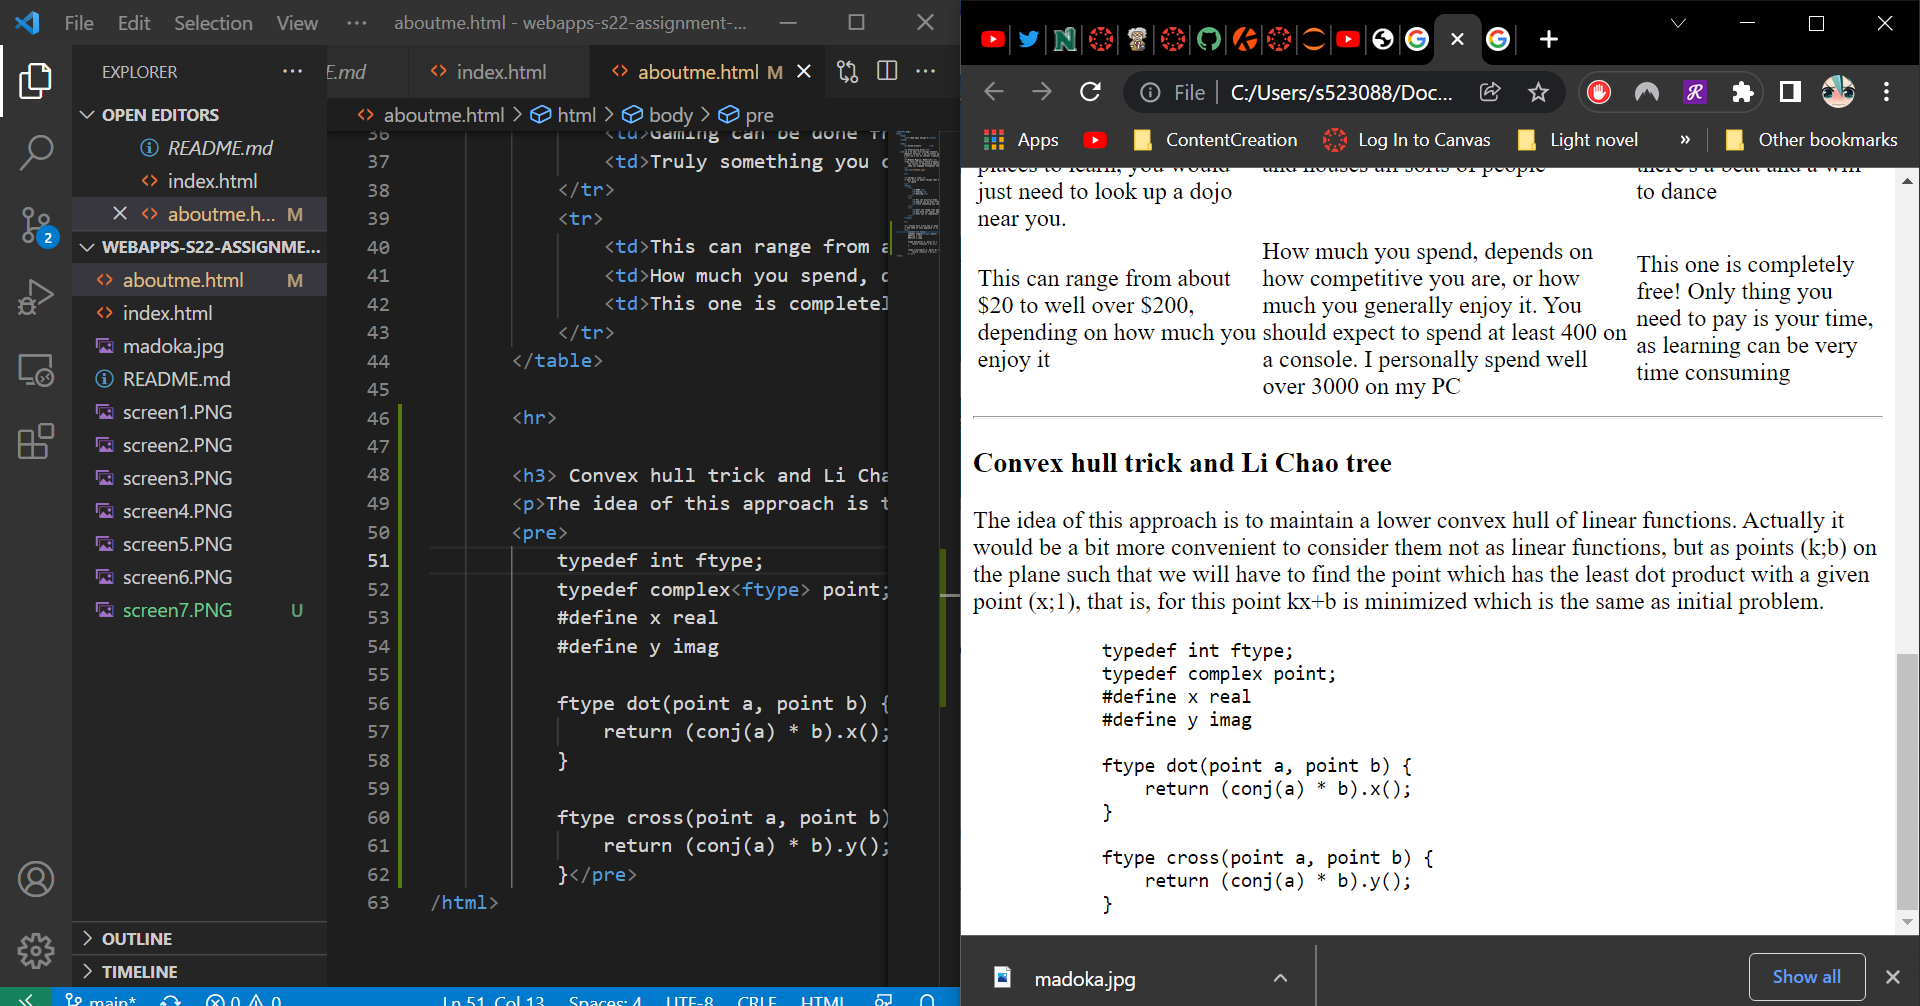 File Edit Selection View ··· aboutme.html - webapps-s22-assignment-...
EXPLORER ···
OPEN EDITORS
README.md
index.html
aboutme.h... M
WEBAPPS-S22-ASSIGNME...
aboutme.html M
index.html
madoka.jpg
README.md
screen1.PNG
screen2.PNG
screen3.PNG
screen4.PNG
screen5.PNG
screen6.PNG
screen7.PNG U
OUTLINE
TIMELINE
2
E.md index.html aboutme.html M
aboutme.html > html > body > pre
36 <td>Gaming can be done fr
37 <td>Truly something you c
38 </tr>
39 <tr>
40 <td>This can range from a
41 <td>How much you spend, d
42 <td>This one is completel
43 </tr>
44 </table>
45
46 <hr>
47
48 <h3> Convex hull trick and Li Cha
49 <p>The idea of this approach is t
50 <pre>
51 typedef int ftype;
52 typedef complex<ftype> point;
53 #define x real
54 #define y imag
55
56 ftype dot(point a, point b) {
57 return (conj(a) * b).x();
58 }
59
60 ftype cross(point a, point b)
61 return (conj(a) * b).y();
62 }</pre>
63 /html>
main* 0 0 Ln 51, Col 13 Spaces: 4 UTF-8 CRLF HTML
File | C:/Users/s523088/Doc...
Apps ContentCreation Log In to Canvas Light novel » Other bookmarks
places to learn, you would
just need to look up a dojo
near you.
and houses all sorts of people
there's a beat and a will
to dance
This can range from about
$20 to well over $200,
depending on how much you
enjoy it
How much you spend, depends on
how competitive you are, or how
much you generally enjoy it. You
should expect to spend at least 400 on
a console. I personally spend well
over 3000 on my PC
This one is completely
free! Only thing you
need to pay is your time,
as learning can be very
time consuming
Convex hull trick and Li Chao tree
The idea of this approach is to maintain a lower convex hull of linear functions. Actually it
would be a bit more convenient to consider them not as linear functions, but as points (k;b) on
the plane such that we will have to find the point which has the least dot product with a given
point (x;1), that is, for this point kx+b is minimized which is the same as initial problem.
typedef int ftype;
typedef complex point;
#define x real
#define y imag
ftype dot(point a, point b) {
return (conj(a) * b).x();
}
ftype cross(point a, point b) {
return (conj(a) * b).y();
}
madoka.jpg Show all